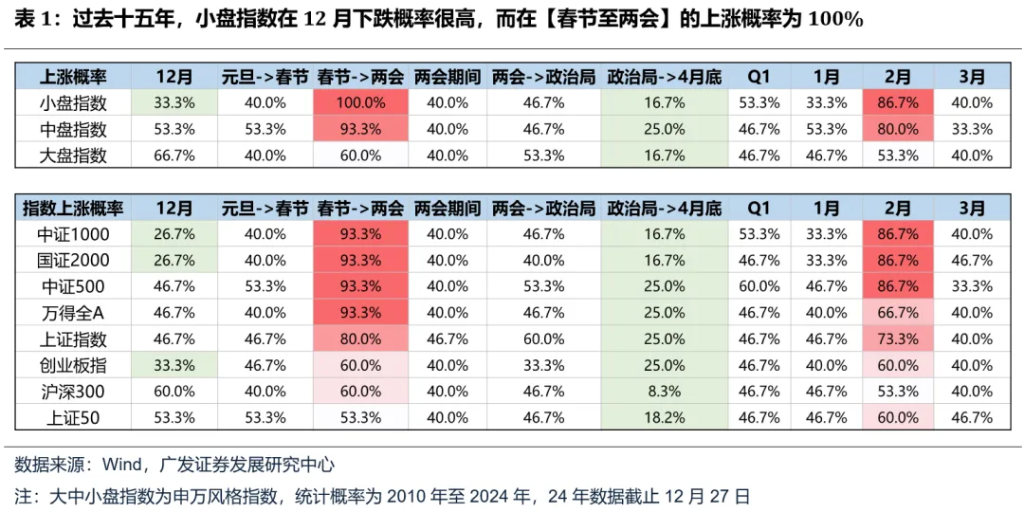 表 1：过去十五年，小盘指数在 12 月下跌概率很高，而在【春节至两会】的上涨概率为 100%
上涨概率 12月 元旦->春节 春节->两会 两会期间 两会->政治局 政治局->4月底 Q1 1月 2月 3月
小盘指数 33.3% 40.0% 100.0% 40.0% 46.7% 16.7% 53.3% 33.3% 86.7% 40.0%
中盘指数 53.3% 53.3% 93.3% 40.0% 46.7% 25.0% 46.7% 53.3% 80.0% 33.3%
大盘指数 66.7% 40.0% 60.0% 40.0% 53.3% 16.7% 46.7% 46.7% 53.3% 40.0%
指数上涨概率 12月 元旦->春节 春节->两会 两会期间 两会->政治局 政治局->4月底 Q1 1月 2月 3月
中证1000 26.7% 40.0% 93.3% 40.0% 46.7% 16.7% 53.3% 33.3% 86.7% 40.0%
国证2000 26.7% 40.0% 93.3% 40.0% 40.0% 16.7% 46.7% 33.3% 86.7% 46.7%
中证500 46.7% 53.3% 93.3% 40.0% 53.3% 25.0% 60.0% 46.7% 86.7% 33.3%
万得全A 46.7% 40.0% 93.3% 40.0% 46.7% 25.0% 46.7% 40.0% 66.7% 40.0%
上证指数 46.7% 46.7% 80.0% 46.7% 60.0% 25.0% 46.7% 46.7% 73.3% 40.0%
创业板指 33.3% 46.7% 60.0% 40.0% 33.3% 25.0% 46.7% 40.0% 60.0% 40.0%
沪深300 60.0% 40.0% 60.0% 40.0% 46.7% 8.3% 46.7% 46.7% 53.3% 40.0%
上证50 53.3% 53.3% 53.3% 40.0% 46.7% 18.2% 46.7% 46.7% 60.0% 46.7%
数据来源：Wind，广发证券发展研究中心
注：大中小盘指数为申万风格指数，统计概率为 2010 年至 2024 年，24 年数据截止 12 月 27 日